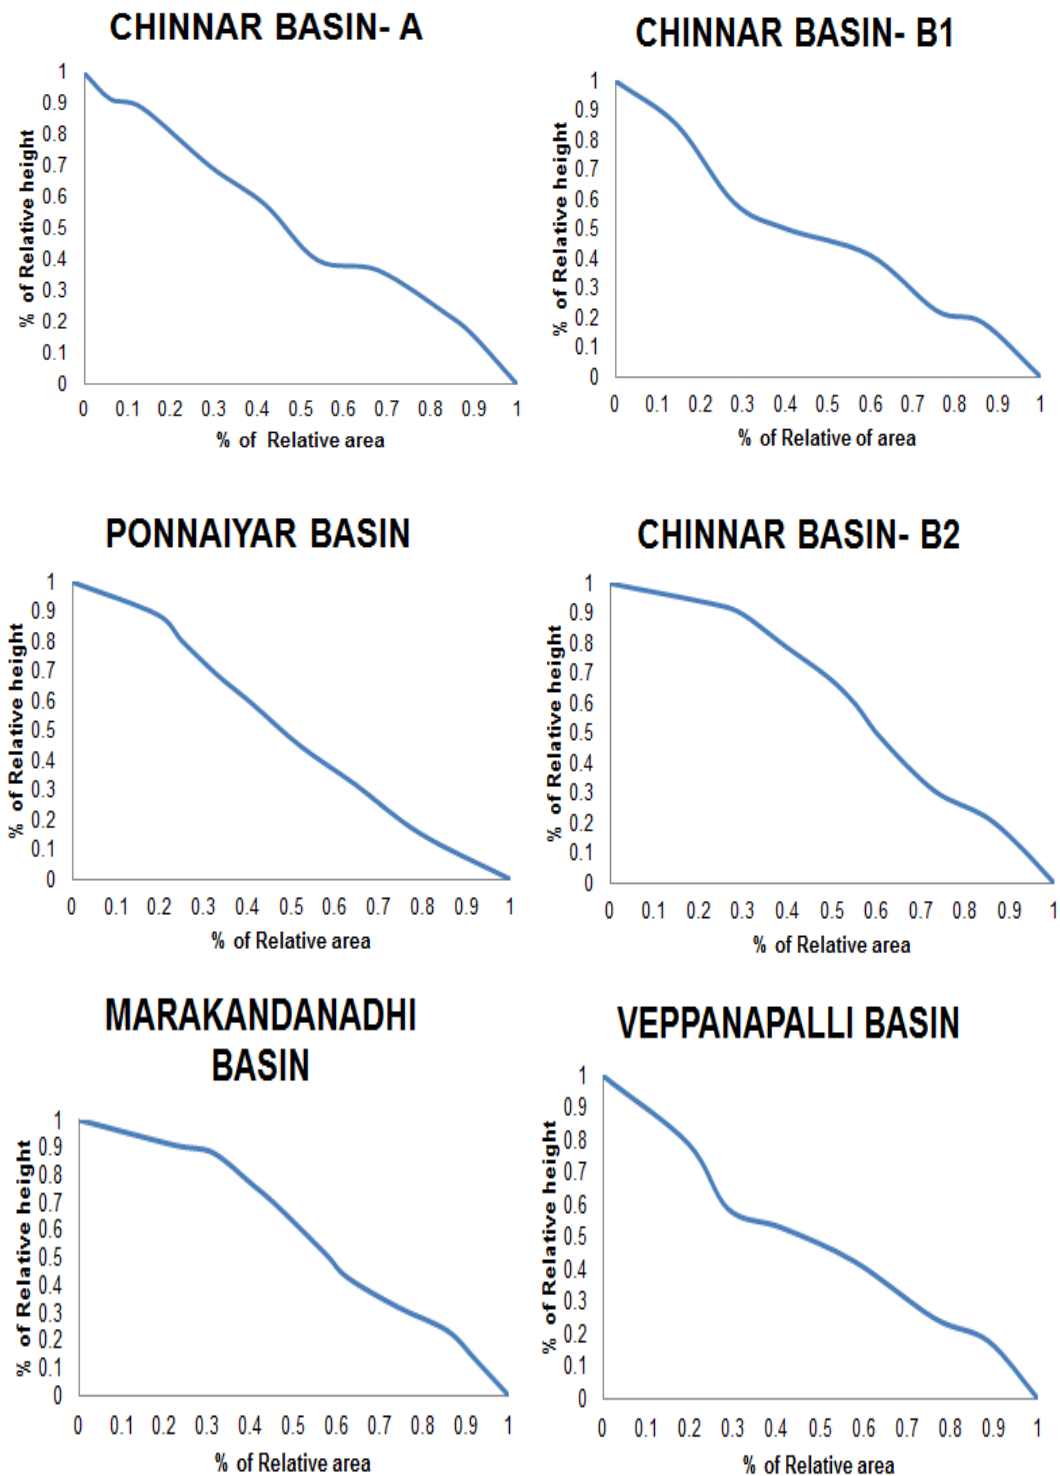 CHINNAR BASIN- A
% of Relative height
1
0.9
0.8
0.7
0.6
0.5
0.4
0.3
0.2
0.1
0
0 0.1 0.2 0.3 0.4 0.5 0.6 0.7 0.8 0.9 1
% of Relative area
CHINNAR BASIN- B1
% of Relative height
1
0.9
0.8
0.7
0.6
0.5
0.4
0.3
0.2
0.1
0
0 0.1 0.2 0.3 0.4 0.5 0.6 0.7 0.8 0.9 1
% of Relative of area
PONNAIYAR BASIN
% of Relative height
1
0.9
0.8
0.7
0.6
0.5
0.4
0.3
0.2
0.1
0
0 0.1 0.2 0.3 0.4 0.5 0.6 0.7 0.8 0.9 1
% of Relative area
CHINNAR BASIN- B2
% of Relative height
1
0.9
0.8
0.7
0.6
0.5
0.4
0.3
0.2
0.1
0
0 0.1 0.2 0.3 0.4 0.5 0.6 0.7 0.8 0.9 1
% of Relative area
MARAKANDANADHI
BASIN
% of Relative height
1
0.9
0.8
0.7
0.6
0.5
0.4
0.3
0.2
0.1
0
0 0.1 0.2 0.3 0.4 0.5 0.6 0.7 0.8 0.9 1
% of Relative area
VEPPANAPALLI BASIN
% of Relative height
1
0.9
0.8
0.7
0.6
0.5
0.4
0.3
0.2
0.1
0
0 0.1 0.2 0.3 0.4 0.5 0.6 0.7 0.8 0.9 1
% of Relative area